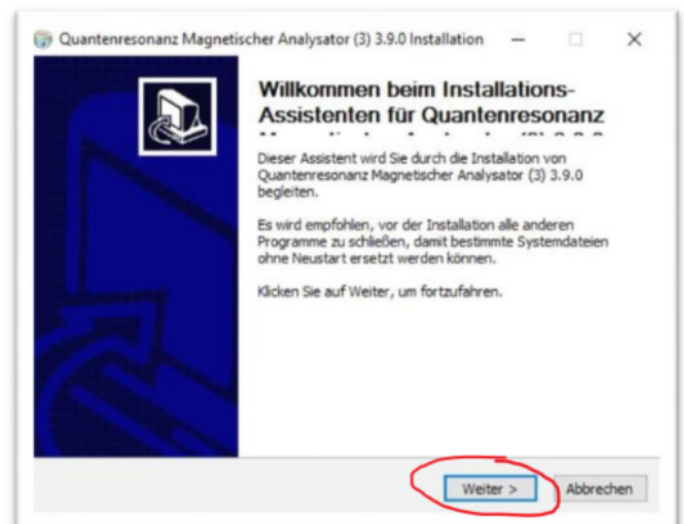 Quantenresonanz Magnetischer Analysator (3) 3.9.0 Installation
Willkommen beim Installations-
Assistenten für Quantenresonanz
Dieser Assistent wird Sie durch die Installation von
Quantenresonanz Magnetischer Analysator (3) 3.9.0
begleiten.
Es wird empfohlen, vor der Installation alle anderen
Programme zu schließen, damit bestimmte Systemdateien
ohne Neustart ersetzt werden können.
Klicken Sie auf Weiter, um fortzufahren.
Weiter >
Abbrechen